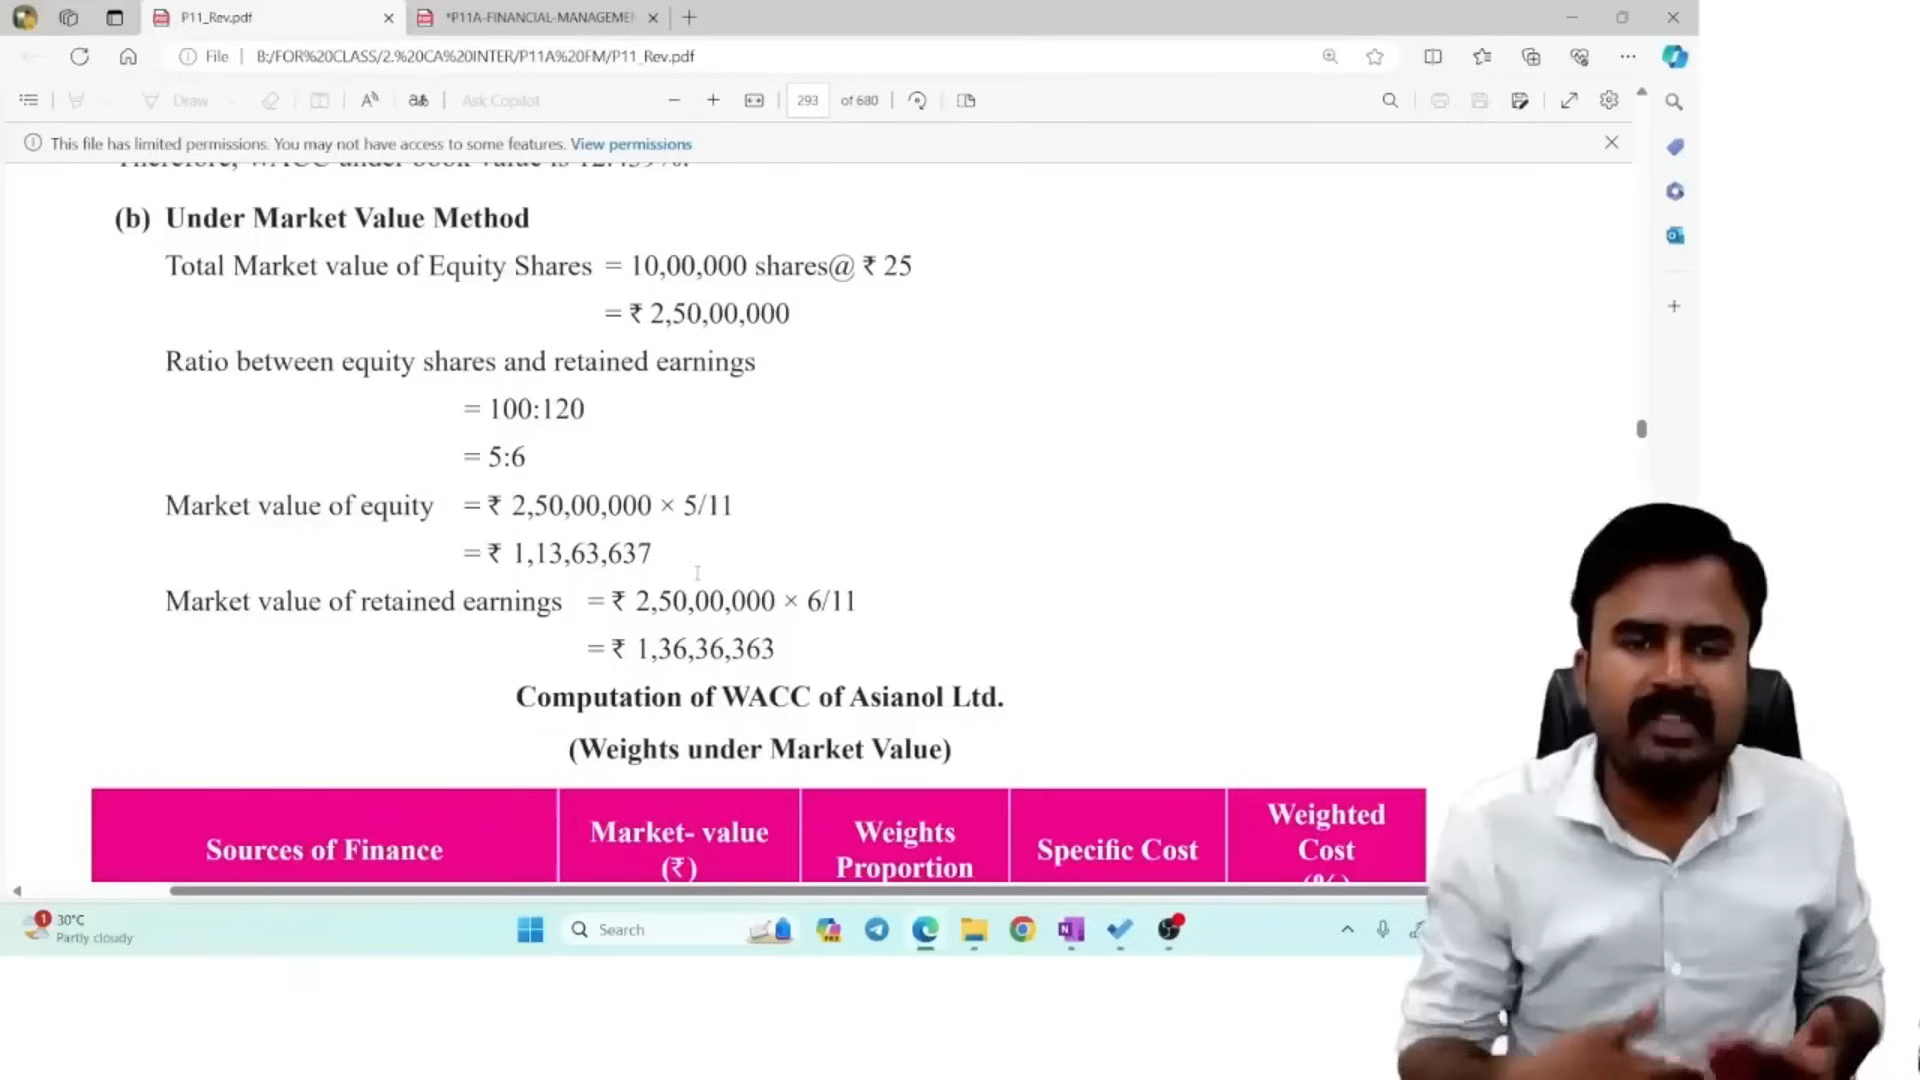 P11_Rev.pdf
*P11A-FINANCIAL-MANAGEMEN
File B:/FOR%20CLASS/2.%20CA%20INTER/P11A%20FM/P11_Rev.pdf
Draw
Ask Copilot
293 of 680
This file has limited permissions. You may not have access to some features. View permissions
(b) Under Market Value Method
Total Market value of Equity Shares = 10,00,000 shares@ ₹ 25
= ₹ 2,50,00,000
Ratio between equity shares and retained earnings
= 100:120
= 5:6
Market value of equity = ₹ 2,50,00,000 × 5/11
= ₹ 1,13,63,637
Market value of retained earnings = ₹ 2,50,00,000 × 6/11
= ₹ 1,36,36,363
Computation of WACC of Asianol Ltd.
(Weights under Market Value)
Sources of Finance
Market- value
(₹)
Weights
Proportion
Specific Cost
Weighted
Cost
1
30°C
Partly cloudy
Search